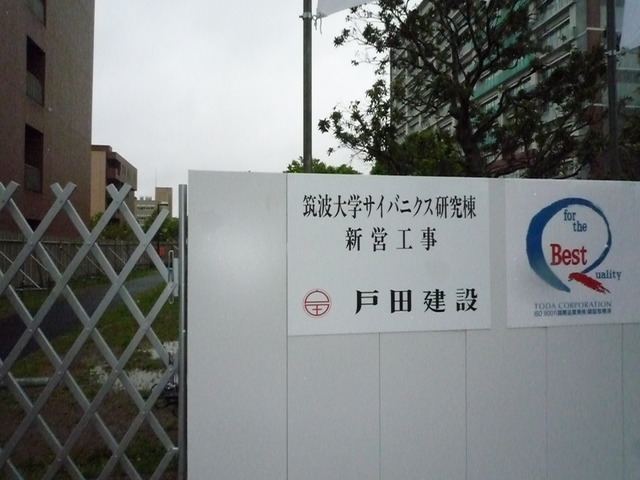 筑波大学サイバニクス研究棟
新営工事
戸田建設
for
the
Best
Quality
TODA CORPORATION